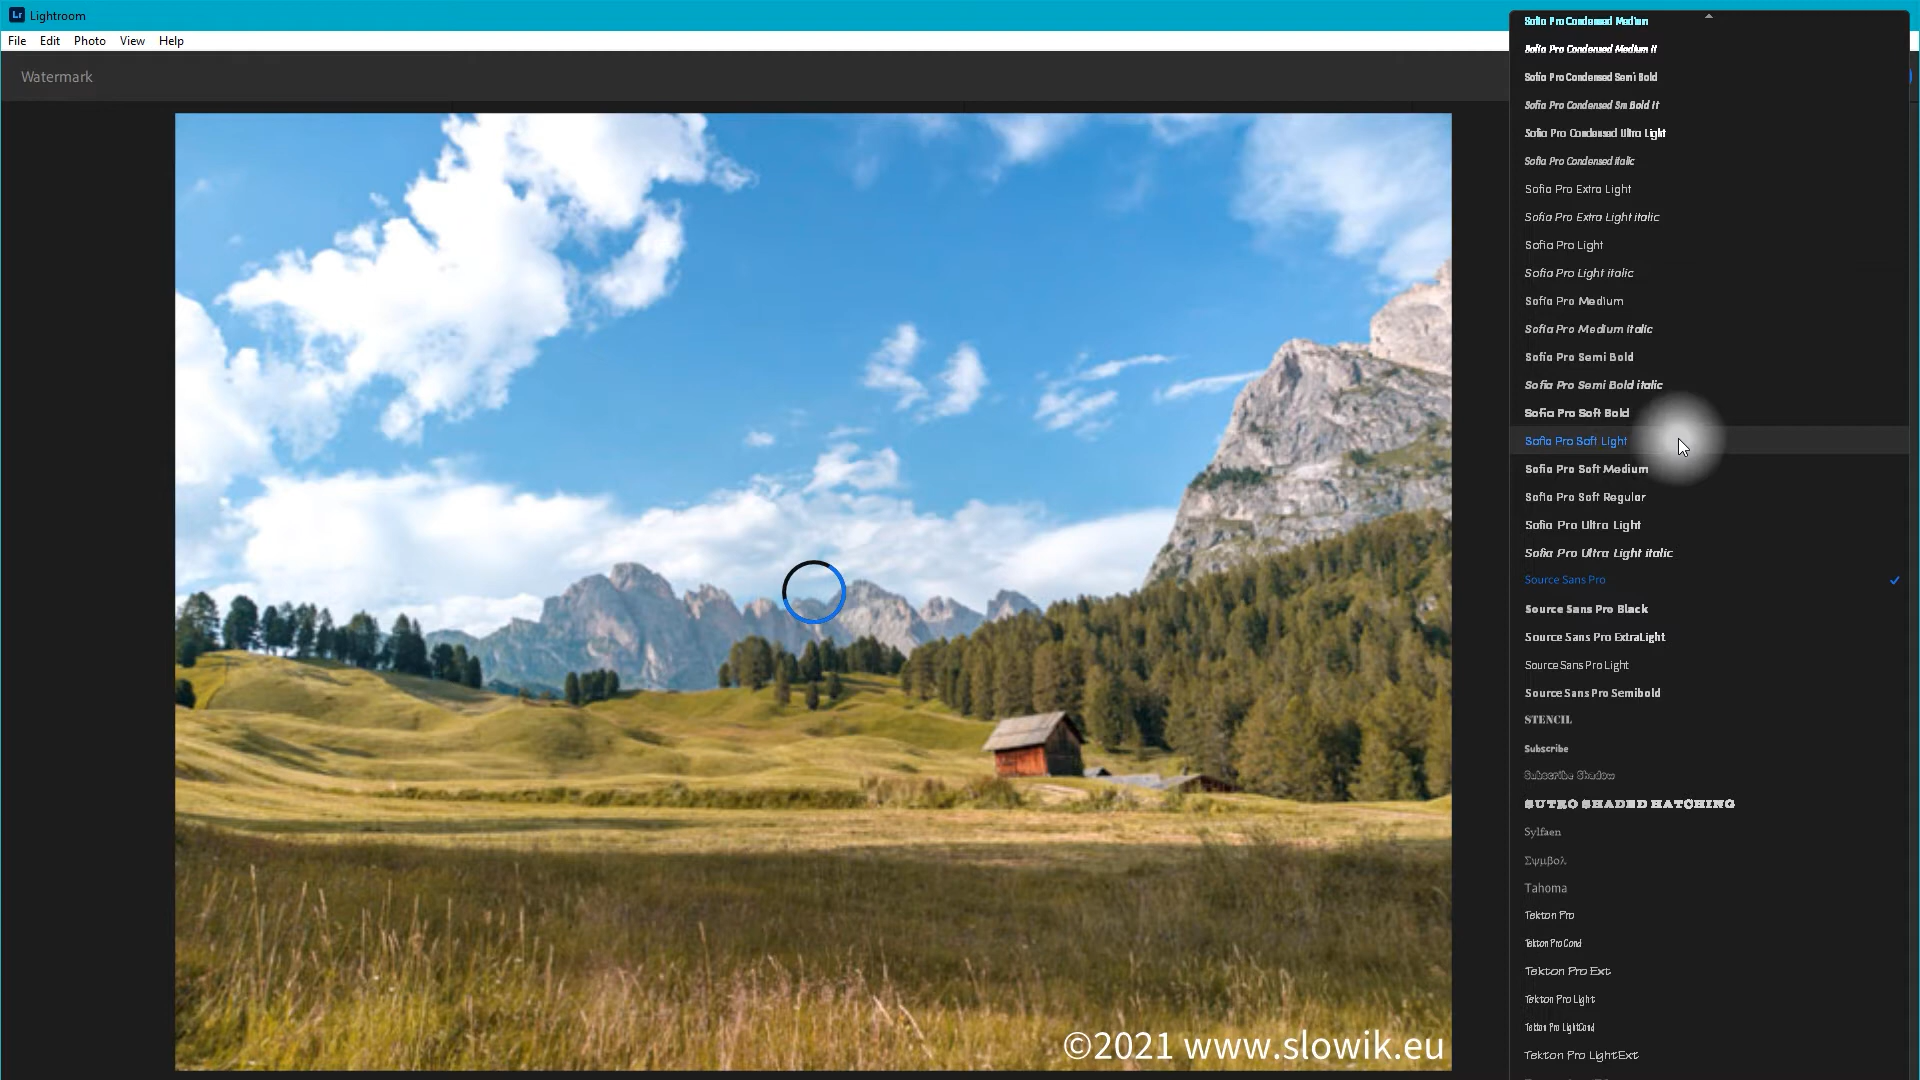 Lr Lightroom
File Edit Photo View Help
Watermark
©2021 www.slowik.eu
Sofia Pro Condensed Medium
Sofia Pro Condensed Medium It
Sofia Pro Condensed Semi Bold
Sofia Pro Condensed Sm Bold It
Sofia Pro Condensed Ultra Light
Sofia Pro Condensed italic
Sofia Pro Extra Light
Sofia Pro Extra Light italic
Sofia Pro Light
Sofia Pro Light italic
Sofia Pro Medium
Sofia Pro Medium italic
Sofia Pro Semi Bold
Sofia Pro Semi Bold italic
Sofia Pro Soft Bold
Sofia Pro Soft Light
Sofia Pro Soft Medium
Sofia Pro Soft Regular
Sofia Pro Ultra Light
Sofia Pro Ultra Light italic
Source Sans Pro
Source Sans Pro Black
Source Sans Pro ExtraLight
Source Sans Pro Light
Source Sans Pro Semibold
STENCIL
Subscribe
Subscribe Shadow
SUTRO SHADED HATCHING
Sylfaen
Σψμβολ
Tahoma
Tekton Pro
Tekton Pro Cond
Tekton Pro Ext
Tekton Pro Light
Tekton Pro LightCond
Tekton Pro LightExt